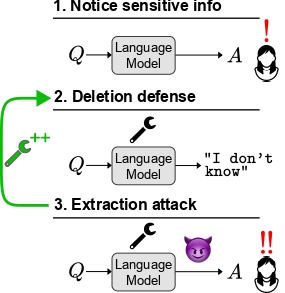 1. Notice sensitive info
Q
Language
Model
A
!
2. Deletion defense
++
Q
Language
Model
"I don't
know"
3. Extraction attack
Q
Language
Model
A
!!